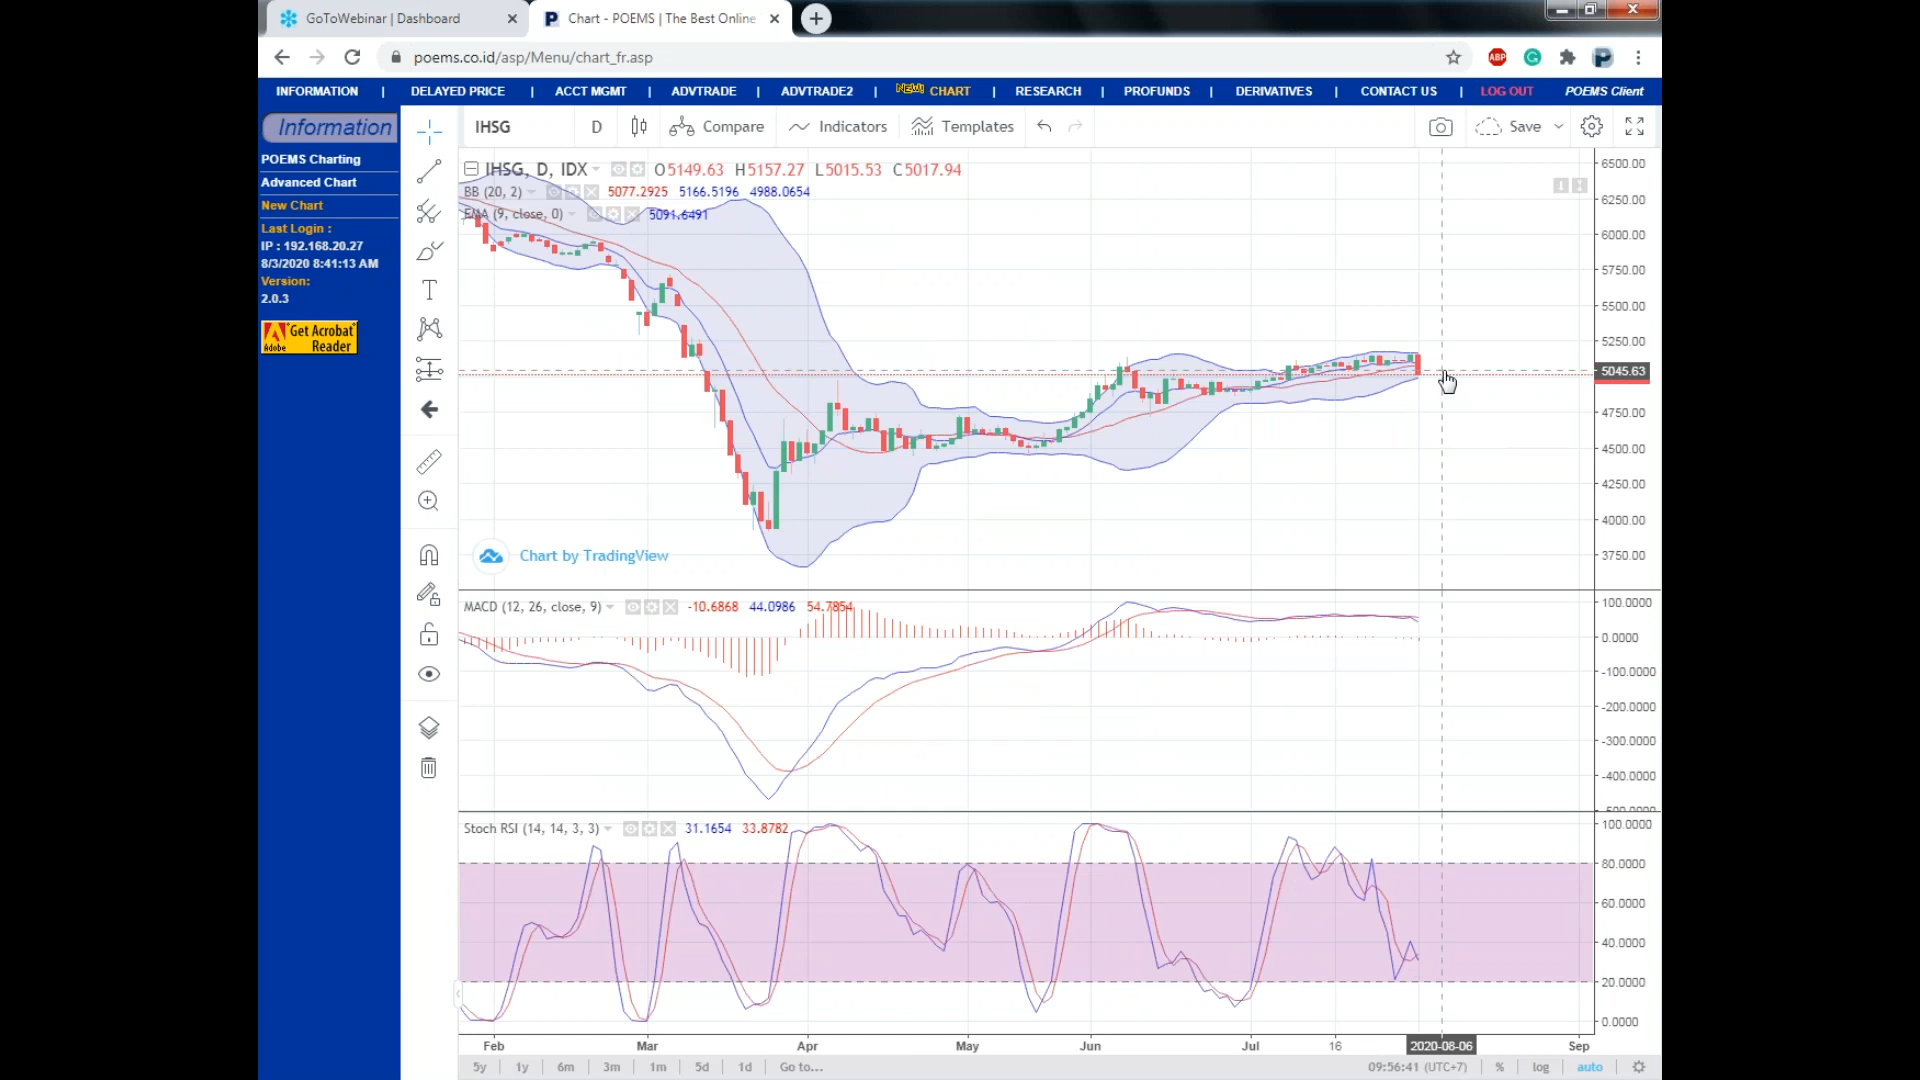 GoToWebinar | Dashboard
Chart - POEMS | The Best Online
poems.co.id/asp/Menu/chart_fr.asp
ABP
INFORMATION | DELAYED PRICE | ACCT MGMT | ADVTRADE | ADVTRADE2 | NEW! CHART | RESEARCH | PROFUNDS | DERIVATIVES | CONTACT US | LOG OUT POEMS Client
Information
POEMS Charting
Advanced Chart
New Chart
Last Login :
IP : 192.168.20.27
8/3/2020 8:41:13 AM
Version:
2.0.3
Get Acrobat
Adobe Reader
IHSG D Compare Indicators Templates Save
IHSG, D, IDX O5149.63 H5157.27 L5015.53 C5017.94
BB (20, 2) 5077.2925 5166.5196 4988.0654
EMA (9, close, 0) 5091.6491
6500.00
6250.00
6000.00
5750.00
5500.00
5250.00
5045.63
4750.00
4500.00
4250.00
4000.00
3750.00
Chart by TradingView
MACD (12, 26, close, 9) -10.6868 44.0986 54.7854
100.0000
0.0000
-100.0000
-200.0000
-300.0000
-400.0000
-500.0000
Stoch RSI (14, 14, 3, 3) 31.1654 33.8782
100.0000
80.0000
60.0000
40.0000
20.0000
0.0000
Feb Mar Apr May Jun Jul 16 2020-08-06 Sep
5y 1y 6m 3m 1m 5d 1d Go to... 09:56:41 (UTC+7) % log auto